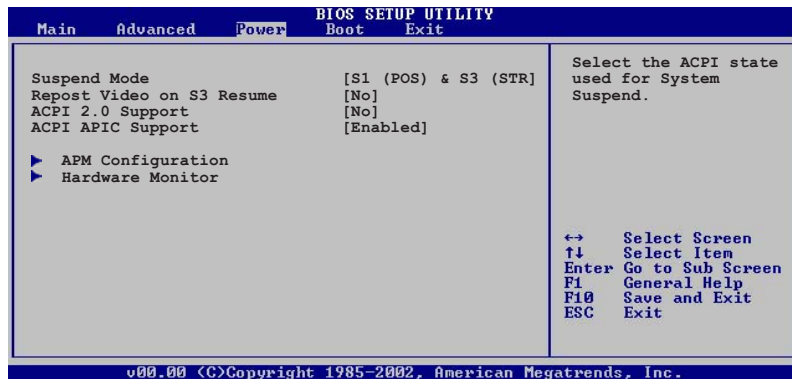 BIOS SETUP UTILITY
Main Advanced Power Boot Exit
Suspend Mode [S1 (POS) & S3 (STR]
Repost Video on S3 Resume [No]
ACPI 2.0 Support [No]
ACPI APIC Support [Enabled]
APM Configuration
Hardware Monitor
Select the ACPI state
used for System
Suspend.
←→ Select Screen
↑↓ Select Item
Enter Go to Sub Screen
F1 General Help
F10 Save and Exit
ESC Exit
v00.00 (C)Copyright 1985-2002, American Megatrends, Inc.